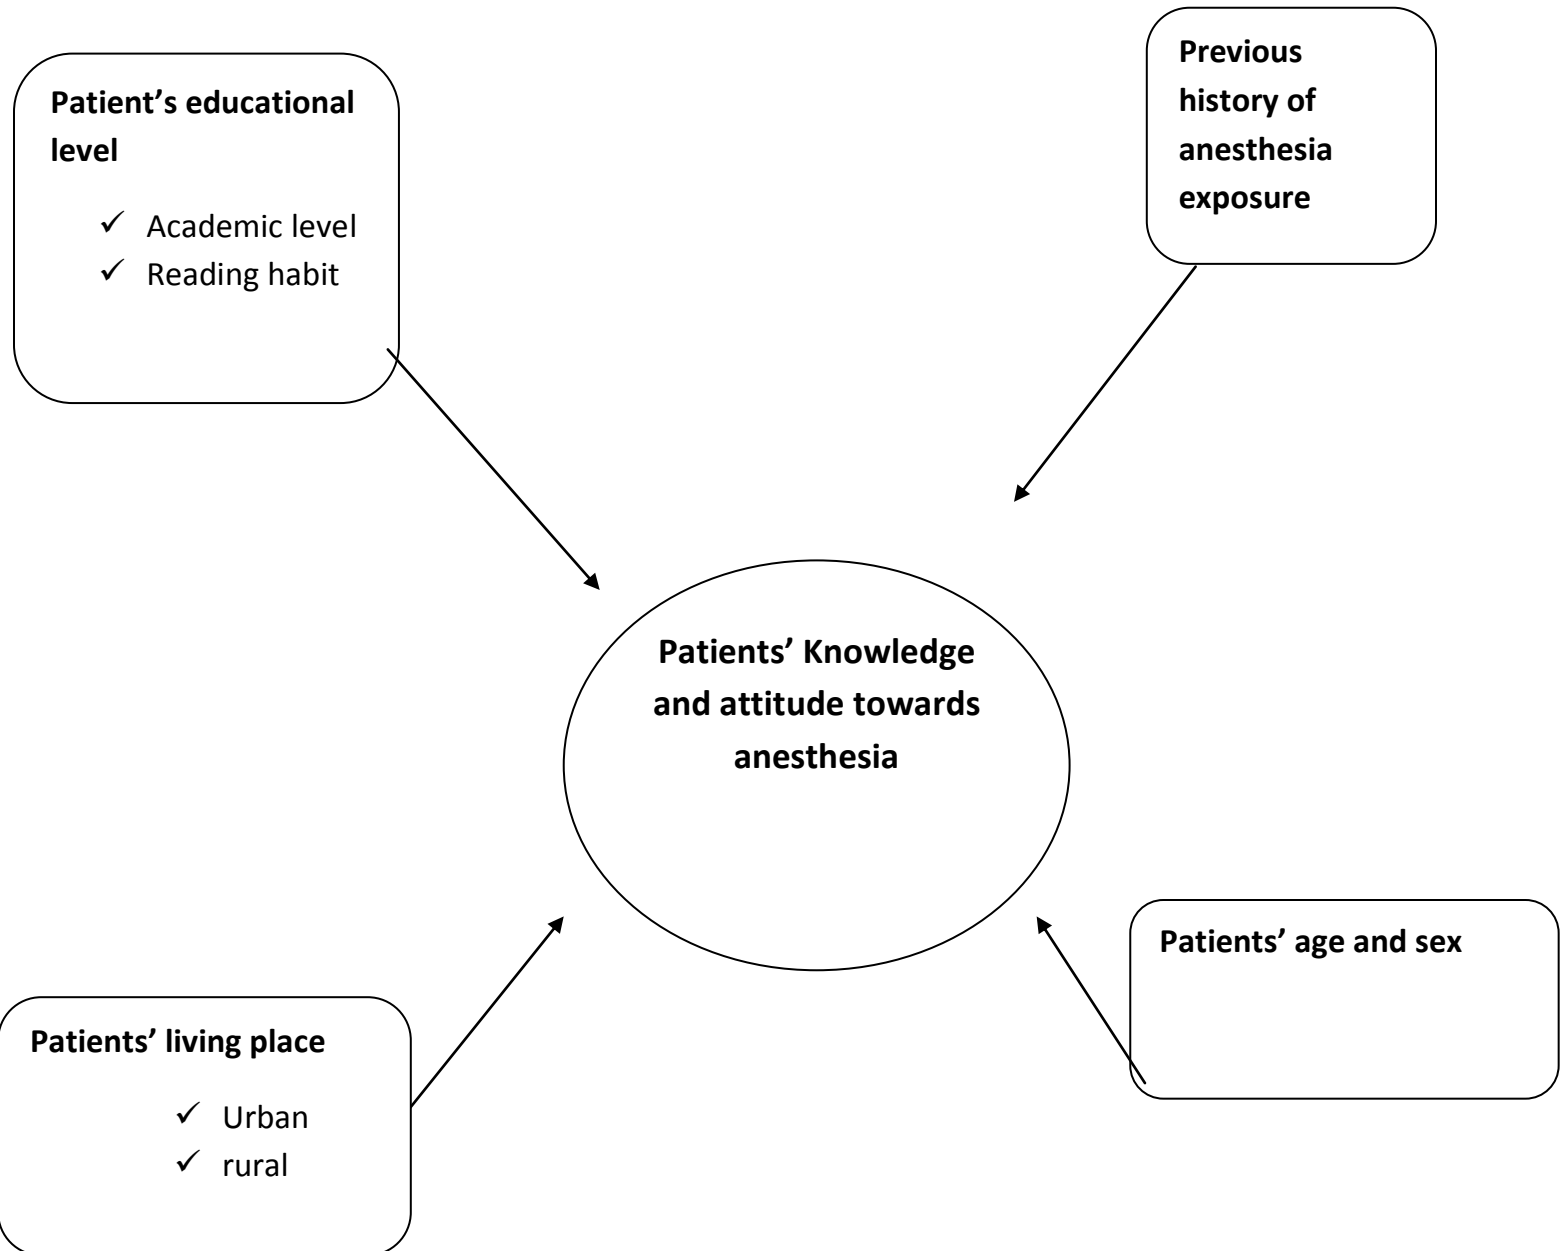 Patient’s educational
level
✓ Academic level
✓ Reading habit
Previous
history of
anesthesia
exposure
Patients’ Knowledge
and attitude towards
anesthesia
Patients’ living place
✓ Urban
✓ rural
Patients’ age and sex